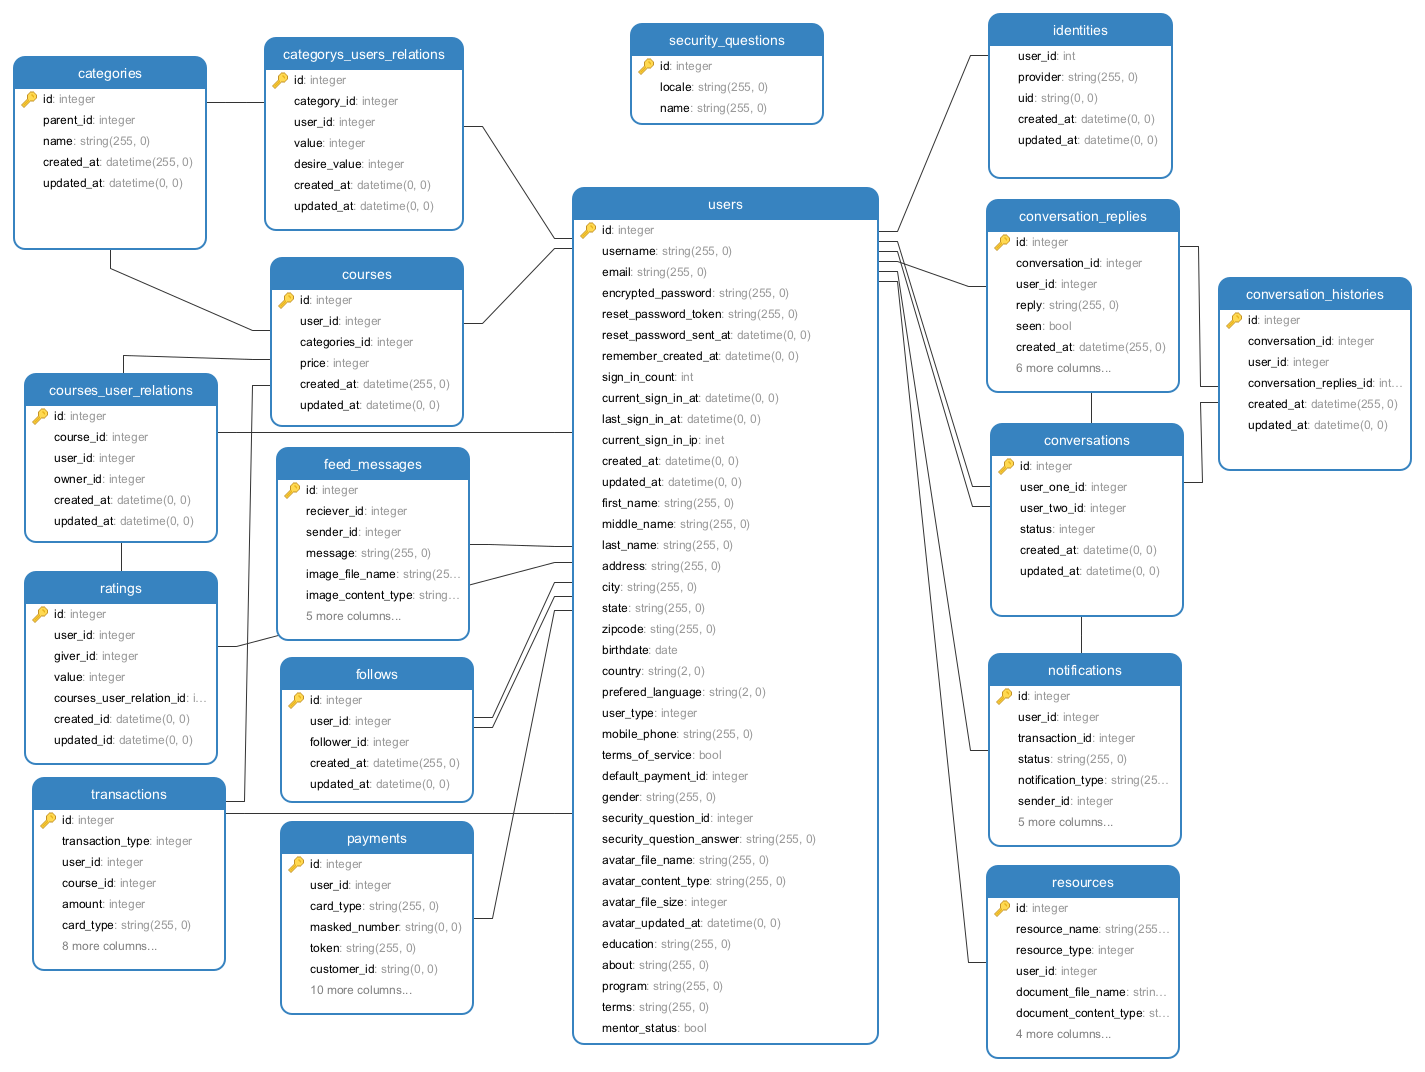 categories
id: integer
parent_id: integer
name: string(255, 0)
created_at: datetime(255, 0)
updated_at: datetime(0, 0)
categorys_users_relations
id: integer
category_id: integer
user_id: integer
value: integer
desire_value: integer
created_at: datetime(0, 0)
updated_at: datetime(0, 0)
security_questions
id: integer
locale: string(255, 0)
name: string(255, 0)
identities
user_id: int
provider: string(255, 0)
uid: string(0, 0)
created_at: datetime(0, 0)
updated_at: datetime(0, 0)
courses
id: integer
user_id: integer
categories_id: integer
price: integer
created_at: datetime(255, 0)
updated_at: datetime(0, 0)
users
id: integer
username: string(255, 0)
email: string(255, 0)
encrypted_password: string(255, 0)
reset_password_token: string(255, 0)
reset_password_sent_at: datetime(0, 0)
remember_created_at: datetime(0, 0)
sign_in_count: int
current_sign_in_at: datetime(0, 0)
last_sign_in_at: datetime(0, 0)
current_sign_in_ip: inet
created_at: datetime(0, 0)
updated_at: datetime(0, 0)
first_name: string(255, 0)
middle_name: string(255, 0)
last_name: string(255, 0)
address: string(255, 0)
city: string(255, 0)
state: string(255, 0)
zipcode: sting(255, 0)
birthdate: date
country: string(2, 0)
prefered_language: string(2, 0)
user_type: integer
mobile_phone: string(255, 0)
terms_of_service: bool
default_payment_id: integer
gender: string(255, 0)
security_question_id: integer
security_question_answer: string(255, 0)
avatar_file_name: string(255, 0)
avatar_content_type: string(255, 0)
avatar_file_size: integer
avatar_updated_at: datetime(0, 0)
education: string(255, 0)
about: string(255, 0)
program: string(255, 0)
terms: string(255, 0)
mentor_status: bool
conversation_replies
id: integer
conversation_id: integer
user_id: integer
reply: string(255, 0)
seen: bool
created_at: datetime(255, 0)
6 more columns...
conversation_histories
id: integer
conversation_id: integer
user_id: integer
conversation_replies_id: int...
created_at: datetime(255, 0)
updated_at: datetime(0, 0)
courses_user_relations
id: integer
course_id: integer
user_id: integer
owner_id: integer
created_at: datetime(0, 0)
updated_at: datetime(0, 0)
feed_messages
id: integer
reciever_id: integer
sender_id: integer
message: string(255, 0)
image_file_name: string(25...
image_content_type: string...
5 more columns...
conversations
id: integer
user_one_id: integer
user_two_id: integer
status: integer
created_at: datetime(0, 0)
updated_at: datetime(0, 0)
ratings
id: integer
user_id: integer
giver_id: integer
value: integer
courses_user_relation_id: i...
created_id: datetime(0, 0)
updated_id: datetime(0, 0)
follows
id: integer
user_id: integer
follower_id: integer
created_at: datetime(255, 0)
updated_at: datetime(0, 0)
notifications
id: integer
user_id: integer
transaction_id: integer
status: string(255, 0)
notification_type: string(25...
sender_id: integer
5 more columns...
transactions
id: integer
transaction_type: integer
user_id: integer
course_id: integer
amount: integer
card_type: string(255, 0)
8 more columns...
payments
id: integer
user_id: integer
card_type: string(255, 0)
masked_number: string(0, 0)
token: string(255, 0)
customer_id: string(0, 0)
10 more columns...
resources
id: integer
resource_name: string(255...
resource_type: integer
user_id: integer
document_file_name: strin...
document_content_type: st...
4 more columns...